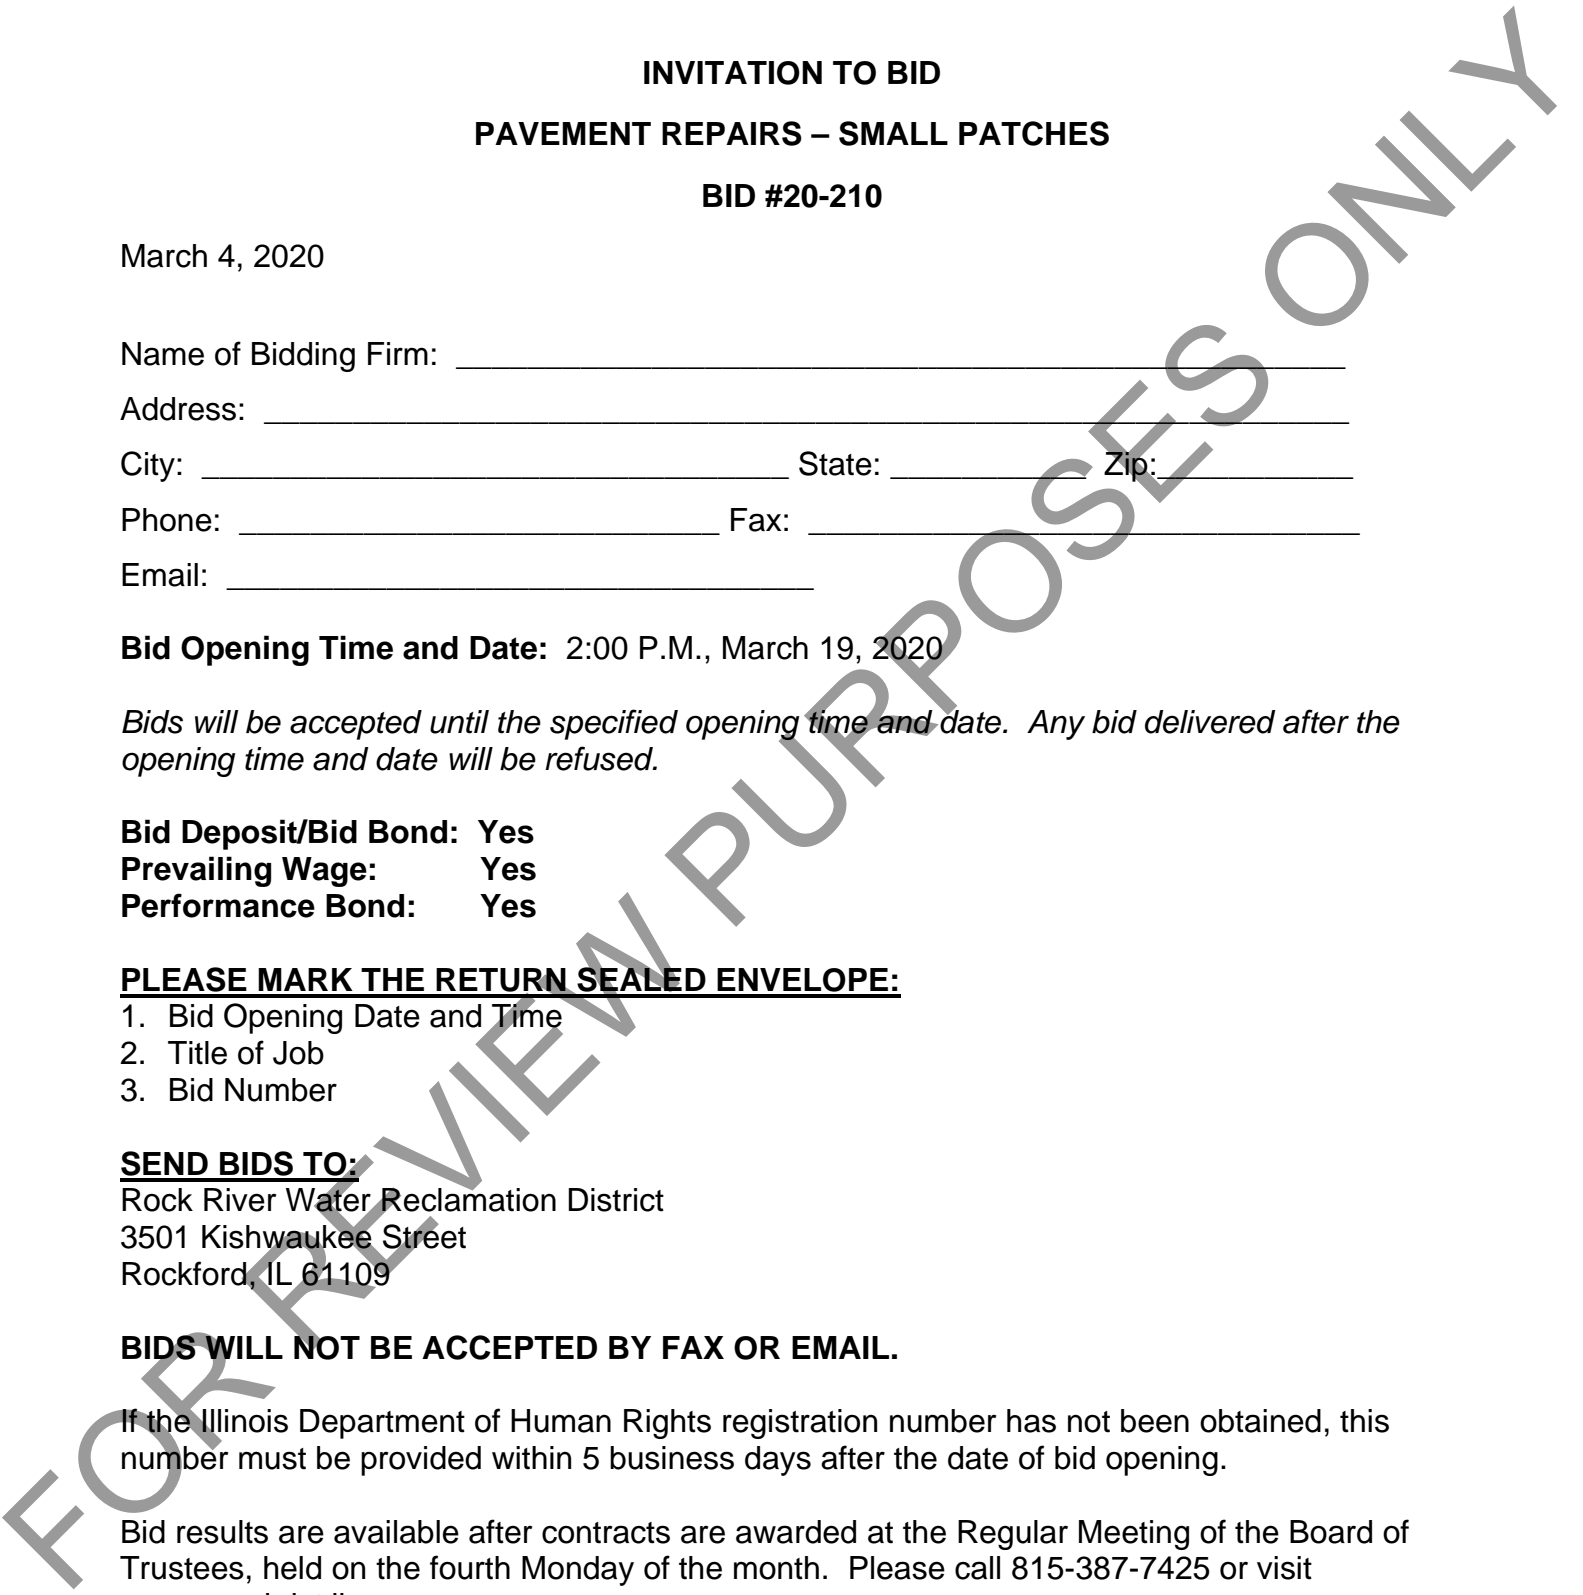 INVITATION TO BID
PAVEMENT REPAIRS – SMALL PATCHES
BID #20-210
March 4, 2020
Name of Bidding Firm: __________________________________________________
Address: _____________________________________________________________
City: _________________________________ State: ___________ Zip:___________
Phone: ___________________________ Fax: _______________________________
Email: _________________________________
Bid Opening Time and Date: 2:00 P.M., March 19, 2020
Bids will be accepted until the specified opening time and date. Any bid delivered after the
opening time and date will be refused.
Bid Deposit/Bid Bond: Yes
Prevailing Wage: Yes
Performance Bond: Yes
PLEASE MARK THE RETURN SEALED ENVELOPE:
1. Bid Opening Date and Time
2. Title of Job
3. Bid Number
SEND BIDS TO:
Rock River Water Reclamation District
3501 Kishwaukee Street
Rockford, IL 61109
BIDS WILL NOT BE ACCEPTED BY FAX OR EMAIL.
If the Illinois Department of Human Rights registration number has not been obtained, this
number must be provided within 5 business days after the date of bid opening.
Bid results are available after contracts are awarded at the Regular Meeting of the Board of
Trustees, held on the fourth Monday of the month. Please call 815-387-7425 or visit
FOR REVIEW PURPOSES ONLY